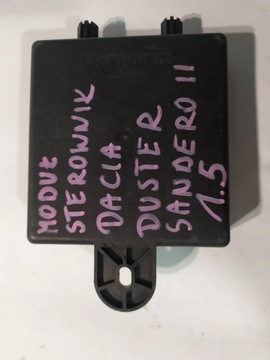 MODUŁ
STEROWNIK
DACIA
DUSTER
SANDERO II
1.5